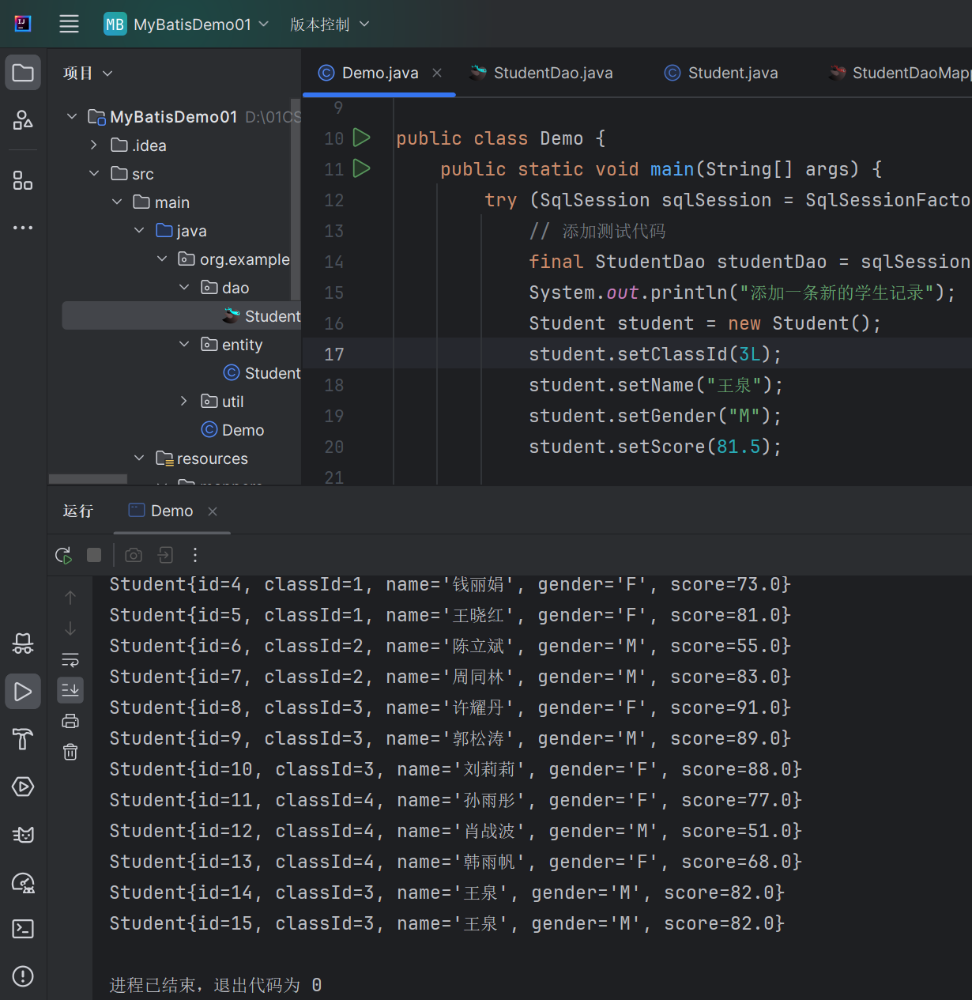 MB MyBatisDemo01 版本控制
项目
Demo.java StudentDao.java Student.java StudentDaoMapp
MyBatisDemo01 D:\01CS
.idea
src
main
java
org.example
dao
Student
entity
Student
util
Demo
resources
9
10 public class Demo {
11 public static void main(String[] args) {
12 try (SqlSession sqlSession = SqlSessionFacto
13 // 添加测试代码
14 final StudentDao studentDao = sqlSession
15 System.out.println("添加一条新的学生记录");
16 Student student = new Student();
17 student.setClassId(3L);
18 student.setName("王泉");
19 student.setGender("M");
20 student.setScore(81.5);
21
运行 Demo
Student{id=4, classId=1, name='钱丽娟', gender='F', score=73.0}
Student{id=5, classId=1, name='王晓红', gender='F', score=81.0}
Student{id=6, classId=2, name='陈立斌', gender='M', score=55.0}
Student{id=7, classId=2, name='周同林', gender='M', score=83.0}
Student{id=8, classId=3, name='许耀丹', gender='F', score=91.0}
Student{id=9, classId=3, name='郭松涛', gender='M', score=89.0}
Student{id=10, classId=3, name='刘莉莉', gender='F', score=88.0}
Student{id=11, classId=4, name='孙雨彤', gender='F', score=77.0}
Student{id=12, classId=4, name='肖战波', gender='M', score=51.0}
Student{id=13, classId=4, name='韩雨帆', gender='F', score=68.0}
Student{id=14, classId=3, name='王泉', gender='M', score=82.0}
Student{id=15, classId=3, name='王泉', gender='M', score=82.0}
进程已结束，退出代码为 0